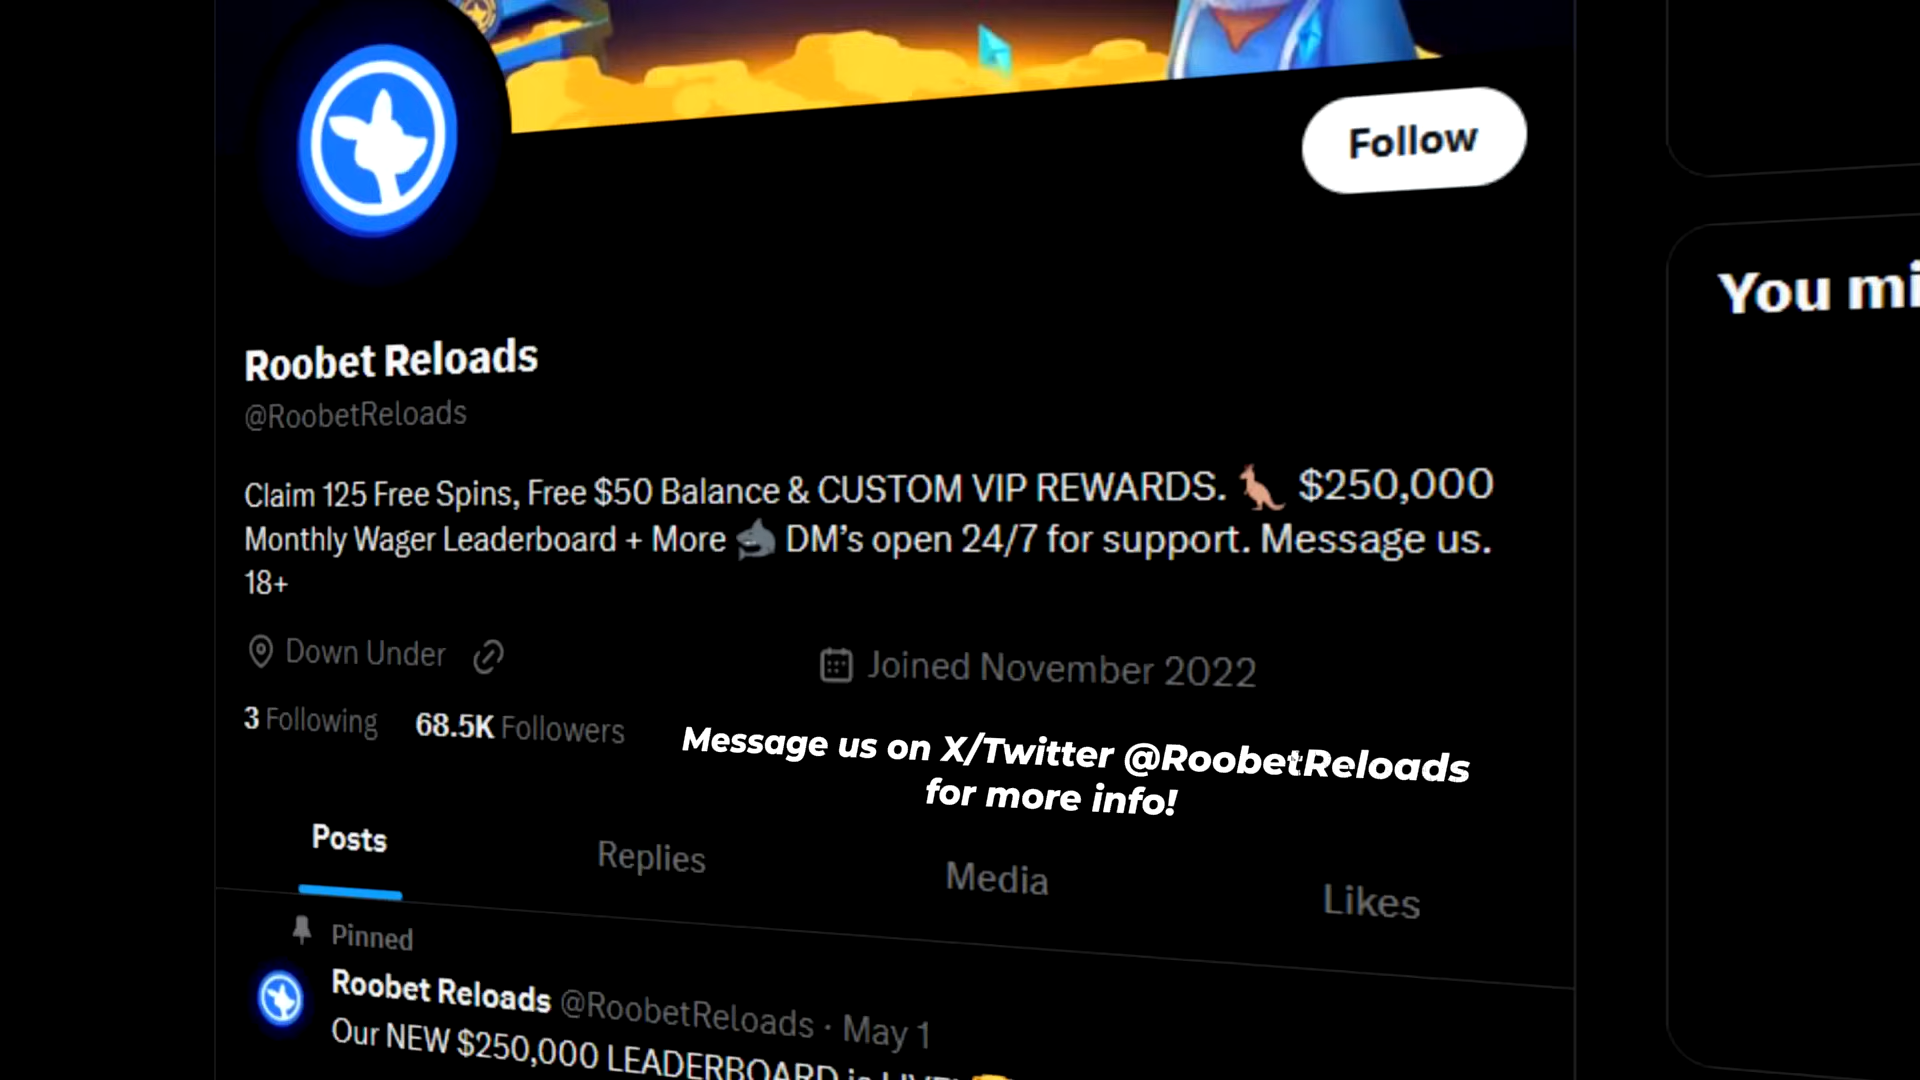 Follow
You mi
Roobet Reloads
@RoobetReloads
Claim 125 Free Spins, Free $50 Balance & CUSTOM VIP REWARDS. 🦘 $250,000
Monthly Wager Leaderboard + More 🦈 DM’s open 24/7 for support. Message us.
18+
Down Under
Joined November 2022
3 Following 68.5K Followers
Message us on X/Twitter @RoobetReloads
for more info!
Posts Replies Media Likes
Pinned
Roobet Reloads @RoobetReloads · May 1
Our NEW $250,000 LEADERBOARD is LIVE!